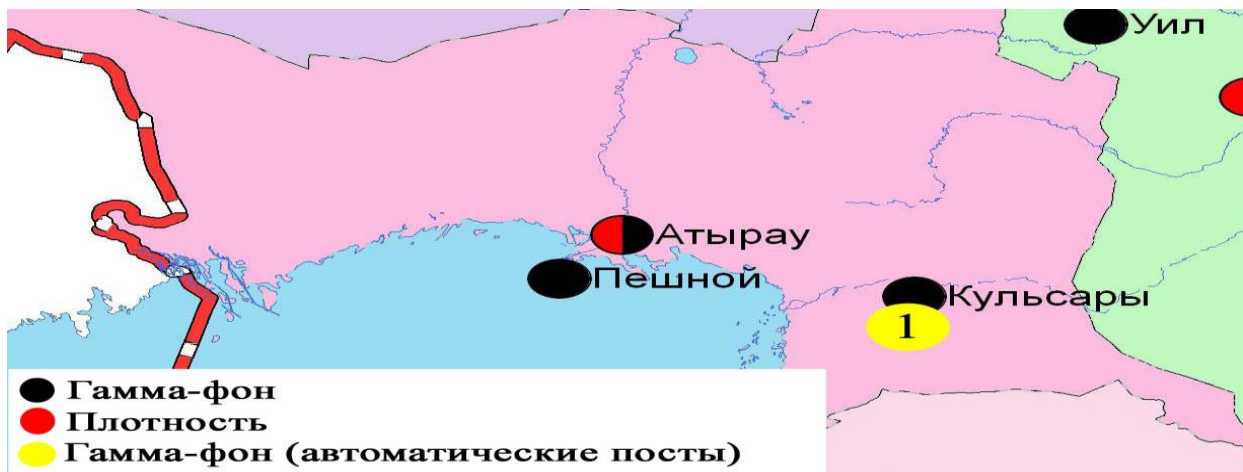 Уил
Атырау
Пешной
Кульсары
1
Гамма-фон
Плотность
Гамма-фон (автоматические посты)